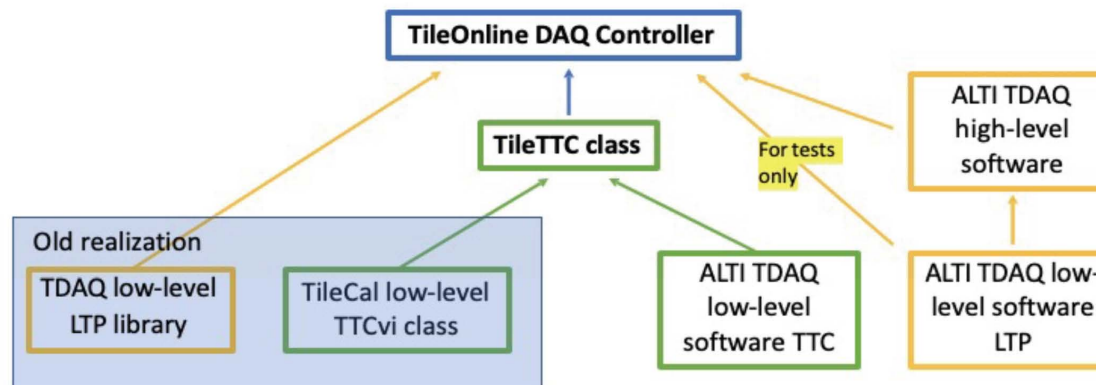 TileOnline DAQ Controller
ALTI TDAQ
high-level
software
TileTTC class
For tests
only
Old realization
TDAQ low-level
LTP library
TileCal low-level
TTCvi class
ALTI TDAQ
low-level
software TTC
ALTI TDAQ low-
level software
LTP